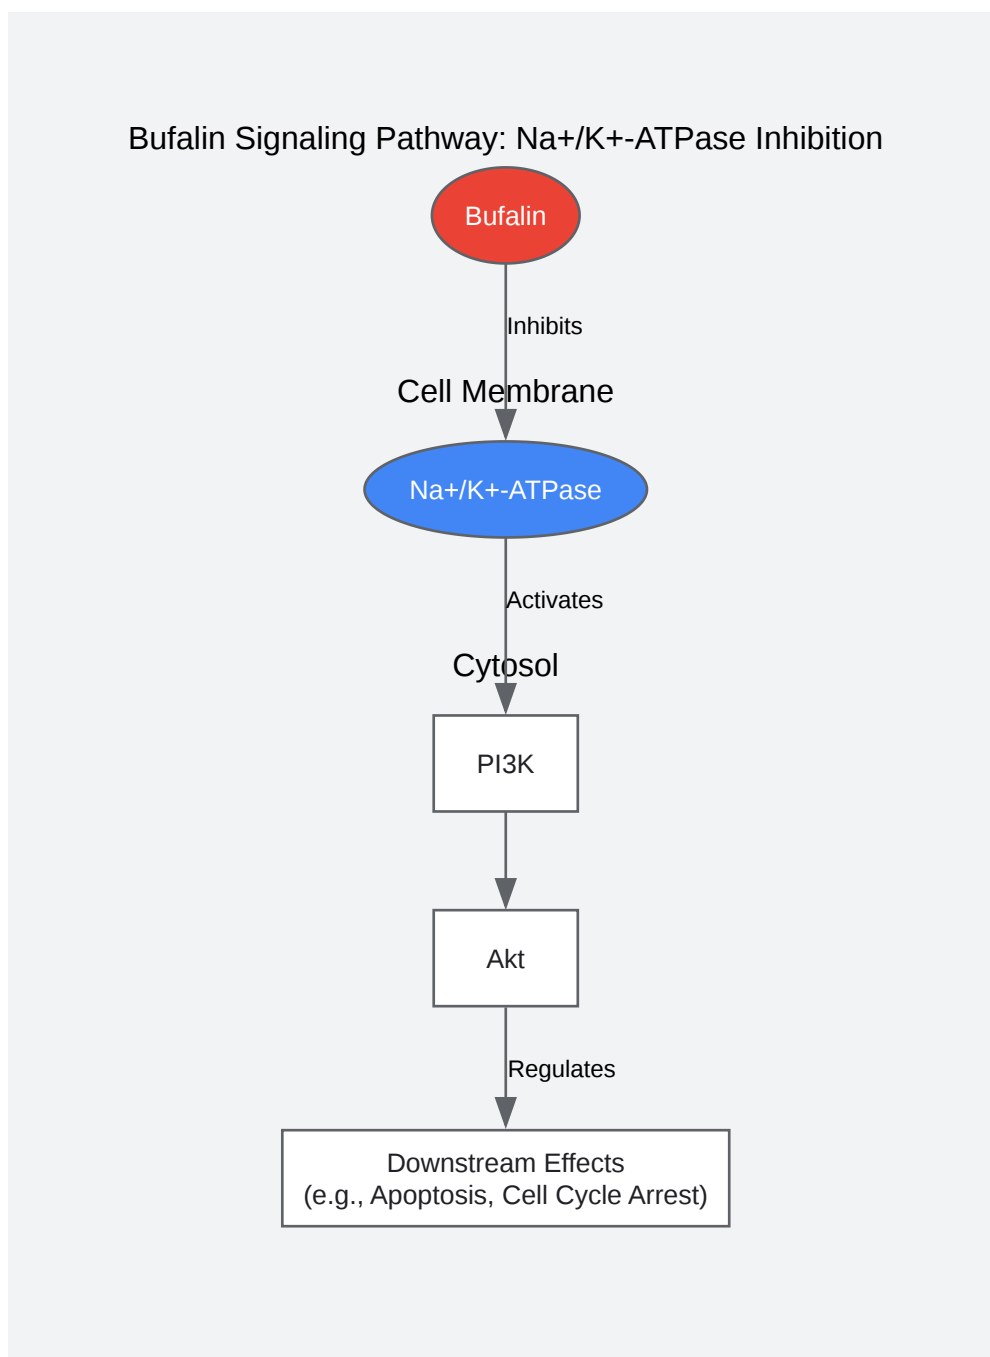 Bufalin Signaling Pathway: Na+/K+-ATPase Inhibition
Bufalin
Inhibits
Cell Membrane
Na+/K+-ATPase
Activates
Cytosol
PI3K
Akt
Regulates
Downstream Effects
(e.g., Apoptosis, Cell Cycle Arrest)